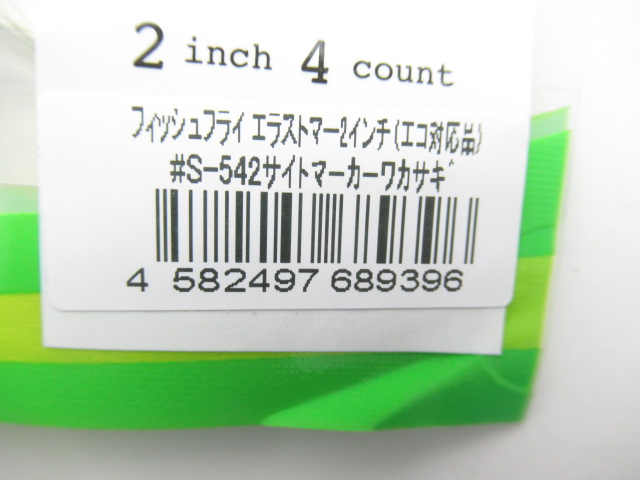 2 inch 4 count
フィッシュフライ エラストマー2インチ(エコ対応品)
#S-542サイトマーカーワカサギ
4 582497 689396